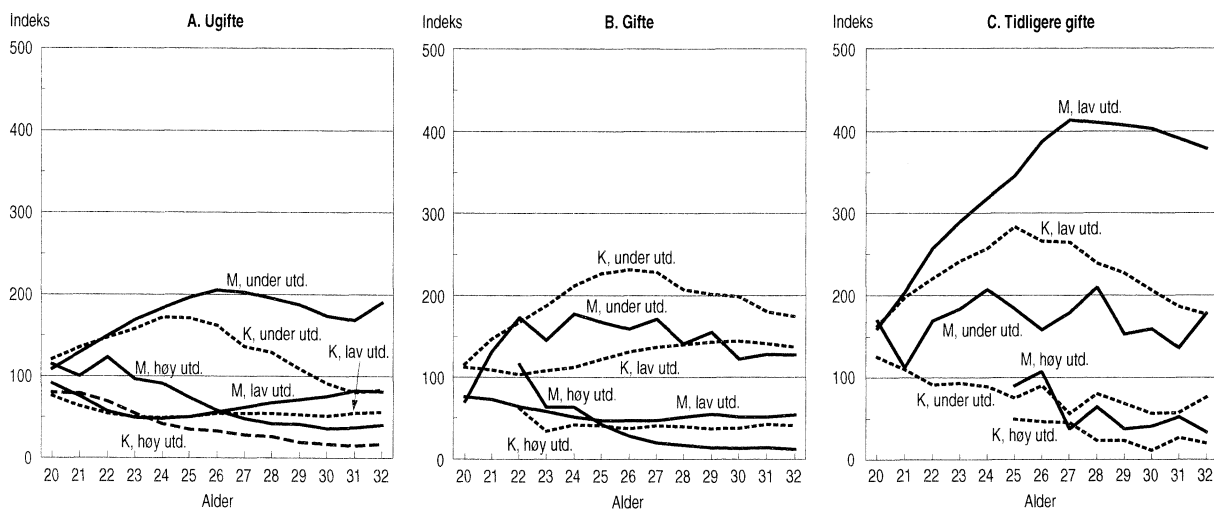 Indeks
A. Ugifte
500
400
300
200
100
0
M, under utd.
K, under utd.
K, lav utd.
M, høy utd.
M, lav utd.
K, høy utd.
20 21 22 23 24 25 26 27 28 29 30 31 32
Alder
Indeks
B. Gifte
500
400
300
200
100
0
K, under utd.
M, under utd.
K, lav utd.
M, høy utd.
M, lav utd.
20 21 22 23 24 25 26 27 28 29 30 31 32
Alder
Indeks
C. Tidligere gifte
500
400
300
200
100
0
M, lav utd.
K, lav utd.
M, under utd.
M, høy utd.
K, under utd.
K, høy utd.
20 21 22 23 24 25 26 27 28 29 30 31 32
Alder